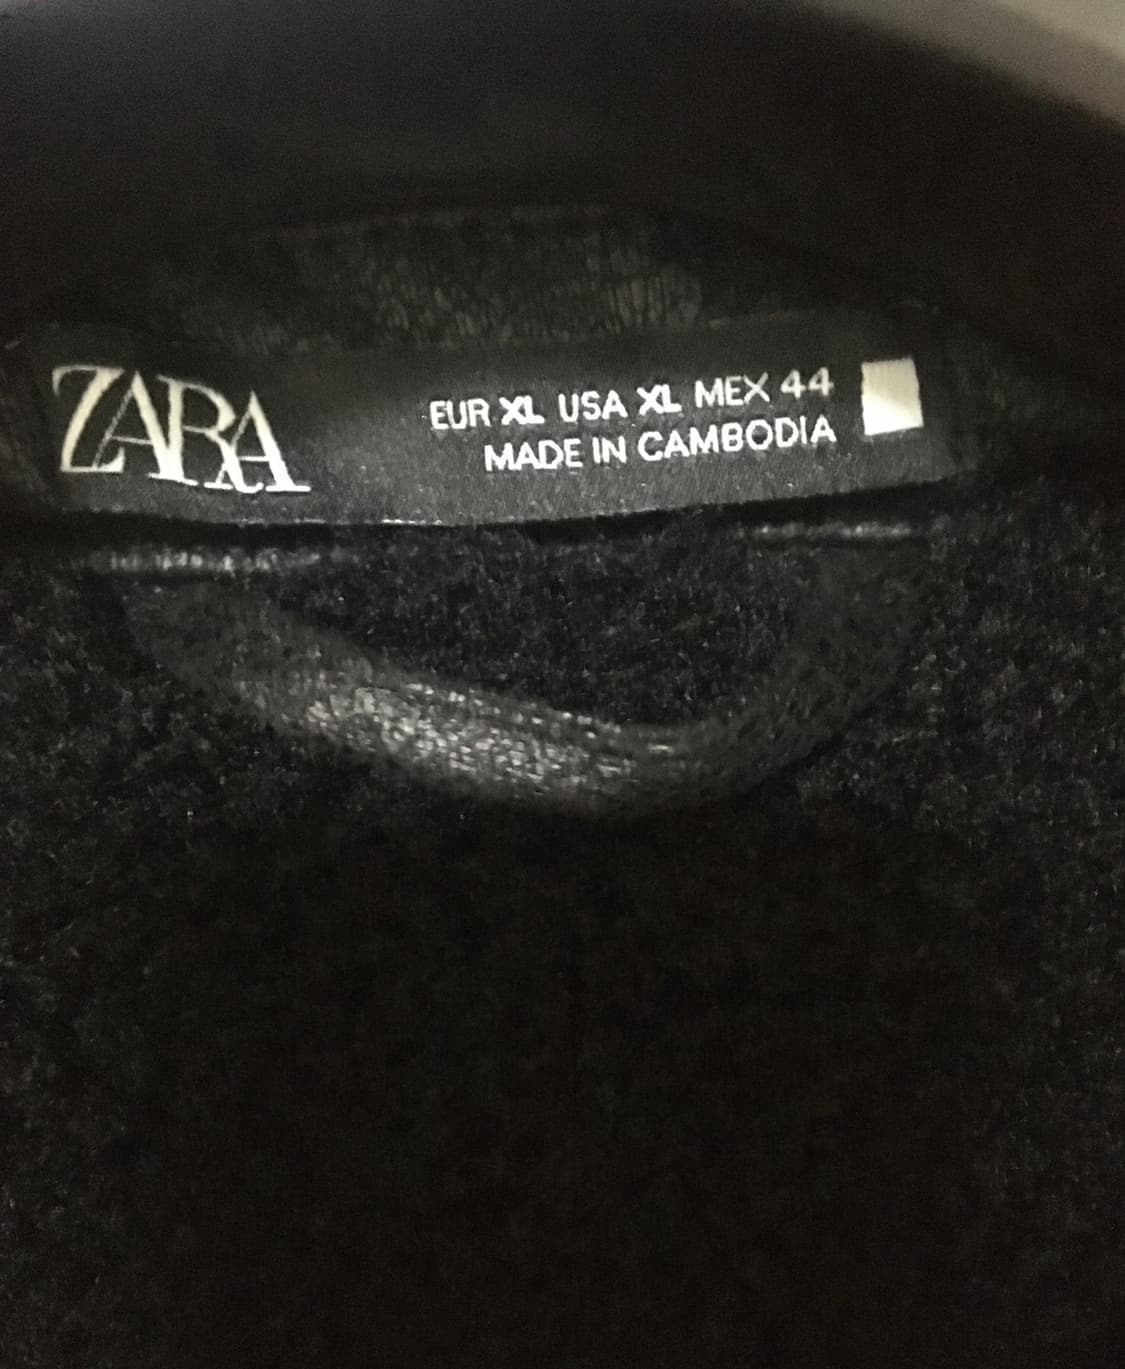 ZARA
EUR XL USA XL MEX 44
MADE IN CAMBODIA